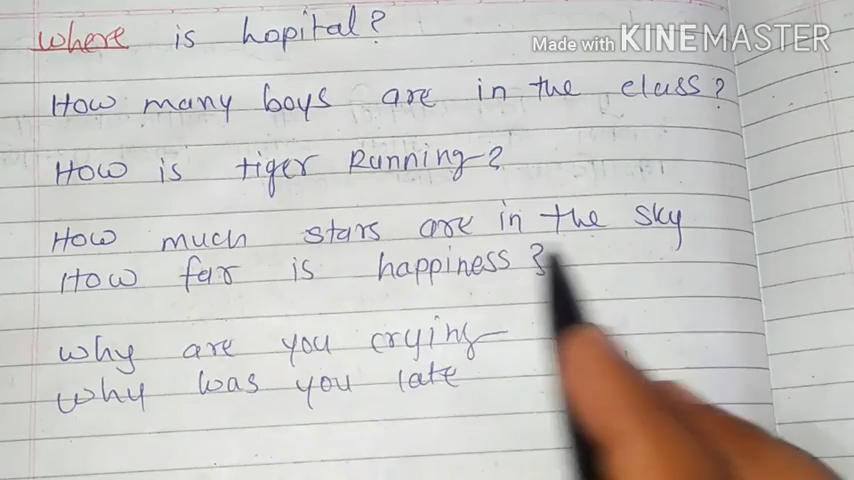 Where is hopital?
Made with KINEMASTER
How many boys are in the class?
How is tiger Running?
How much stars are in the sky
How far is happiness?
Why are you crying
Why was you late